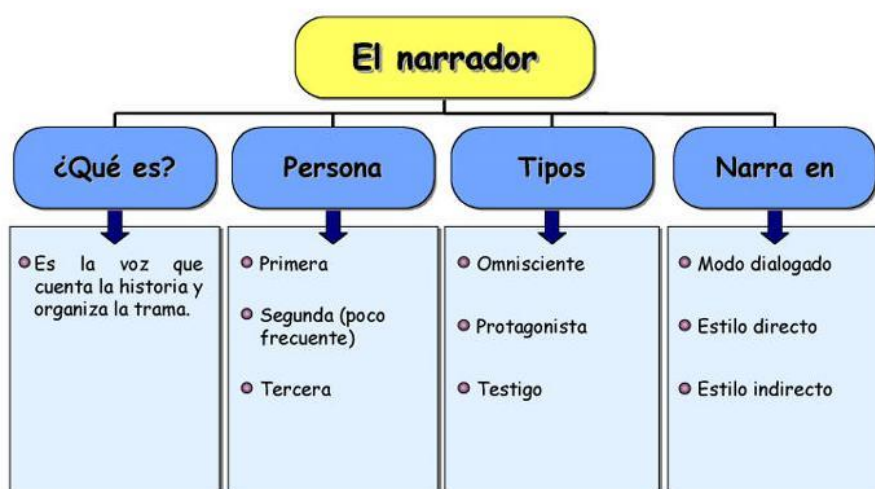 El narrador
¿Qué es?
Es la voz que
cuenta la historia y
organiza la trama.
Persona
Primera
Segunda (poco
frecuente)
Tercera
Tipos
Omnisciente
Protagonista
Testigo
Narra en
Modo dialogado
Estilo directo
Estilo indirecto